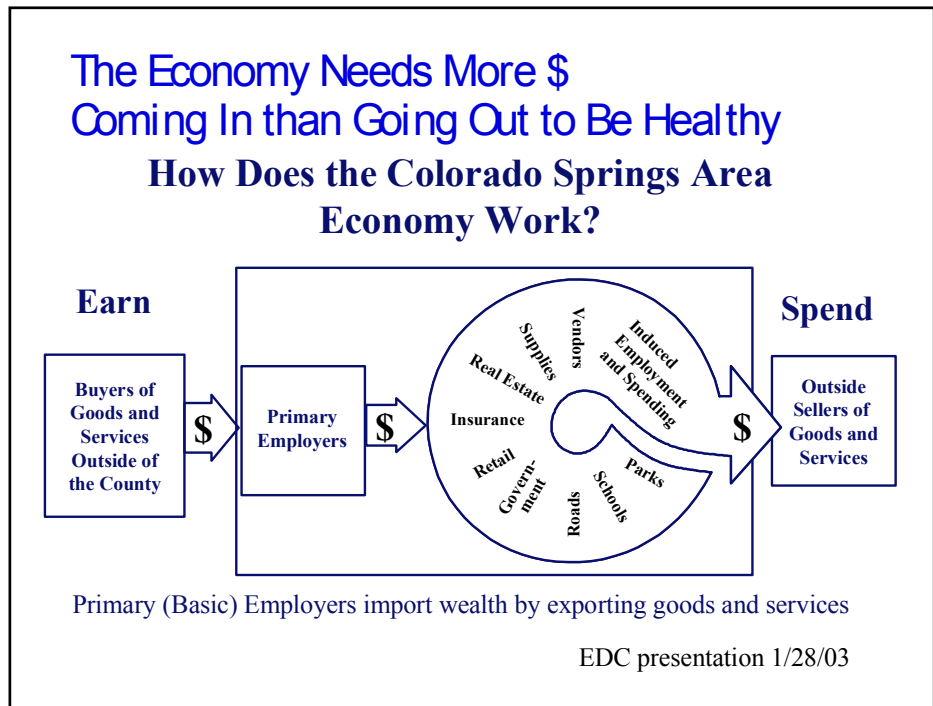 The Economy Needs More $
Coming In than Going Out to Be Healthy
How Does the Colorado Springs Area
Economy Work?
Earn
Spend
Buyers of
Goods and
Services
Outside of
the County
$
Primary
Employers
$
Insurance
Real Estate
Supplies
Vendors
Induced
Employment
and Spending
Retail
Govern-
ment
Roads
Schools
Parks
$
Outside
Sellers of
Goods and
Services
Primary (Basic) Employers import wealth by exporting goods and services
EDC presentation 1/28/03